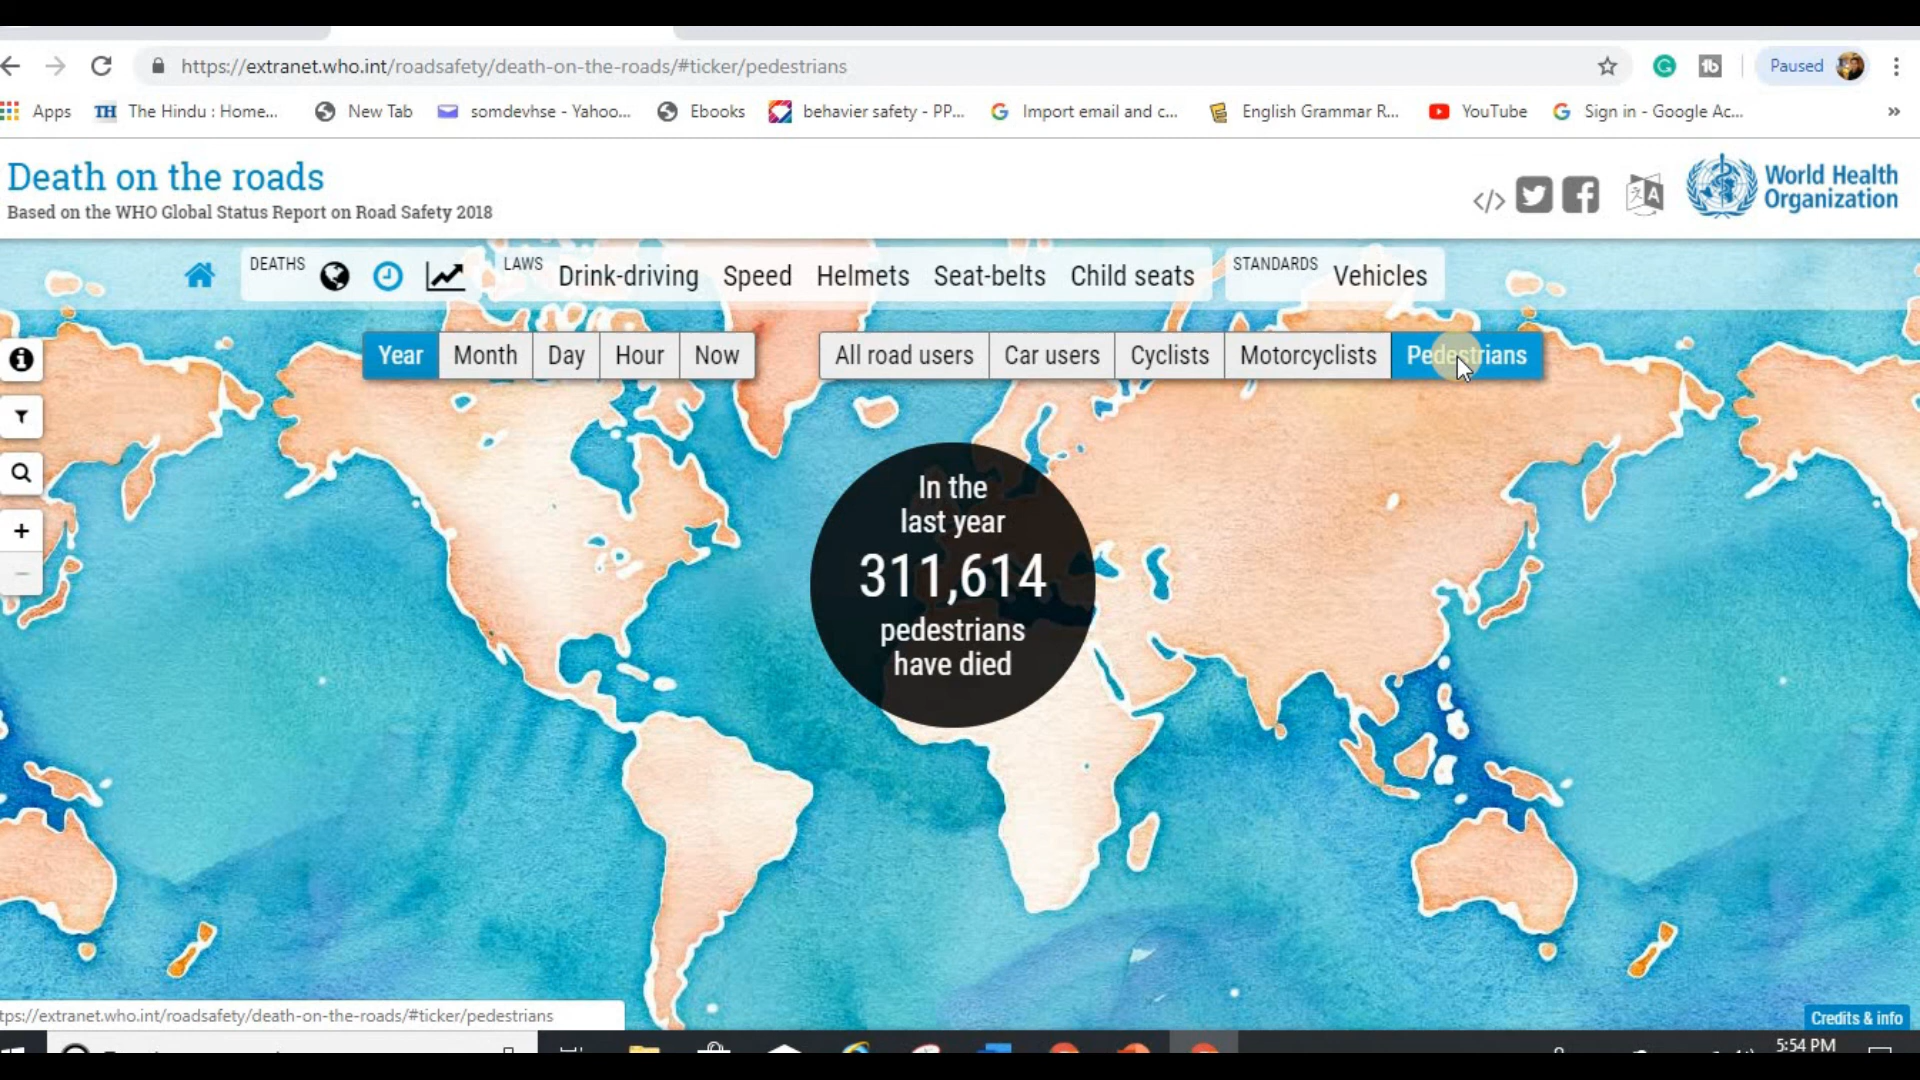 https://extranet.who.int/roadsafety/death-on-the-roads/#ticker/pedestrians
Paused
Apps
TH The Hindu : Home...
New Tab
somdevhse - Yahoo...
Ebooks
behavier safety - PP...
Import email and c...
English Grammar R...
YouTube
Sign in - Google Ac...
»
Death on the roads
Based on the WHO Global Status Report on Road Safety 2018
</>
World Health
Organization
DEATHS
LAWS
Drink-driving
Speed
Helmets
Seat-belts
Child seats
STANDARDS
Vehicles
Year
Month
Day
Hour
Now
All road users
Car users
Cyclists
Motorcyclists
Pedestrians
In the
last year
311,614
pedestrians
have died
tps://extranet.who.int/roadsafety/death-on-the-roads/#ticker/pedestrians
Credits & info
5:54 PM